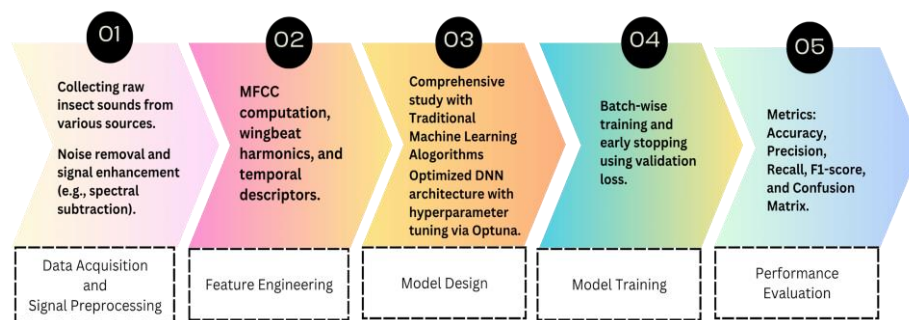 01
Collecting raw
insect sounds from
various sources.
Noise removal and
signal enhancement
(e.g., spectral
subtraction).
Data Acquisition
and
Signal Preprocessing
02
MFCC
computation,
wingbeat
harmonics, and
temporal
descriptors.
Feature Engineering
03
Comprehensive
study with
Traditional
Machine Learning
Alogorithms
Optimized DNN
architecture with
hyperparameter
tuning via Optuna.
Model Design
04
Batch-wise
training and
early stopping
using validation
loss.
Model Training
05
Metrics:
Accuracy,
Precision,
Recall, F1-score,
and Confusion
Matrix.
Performance
Evaluation